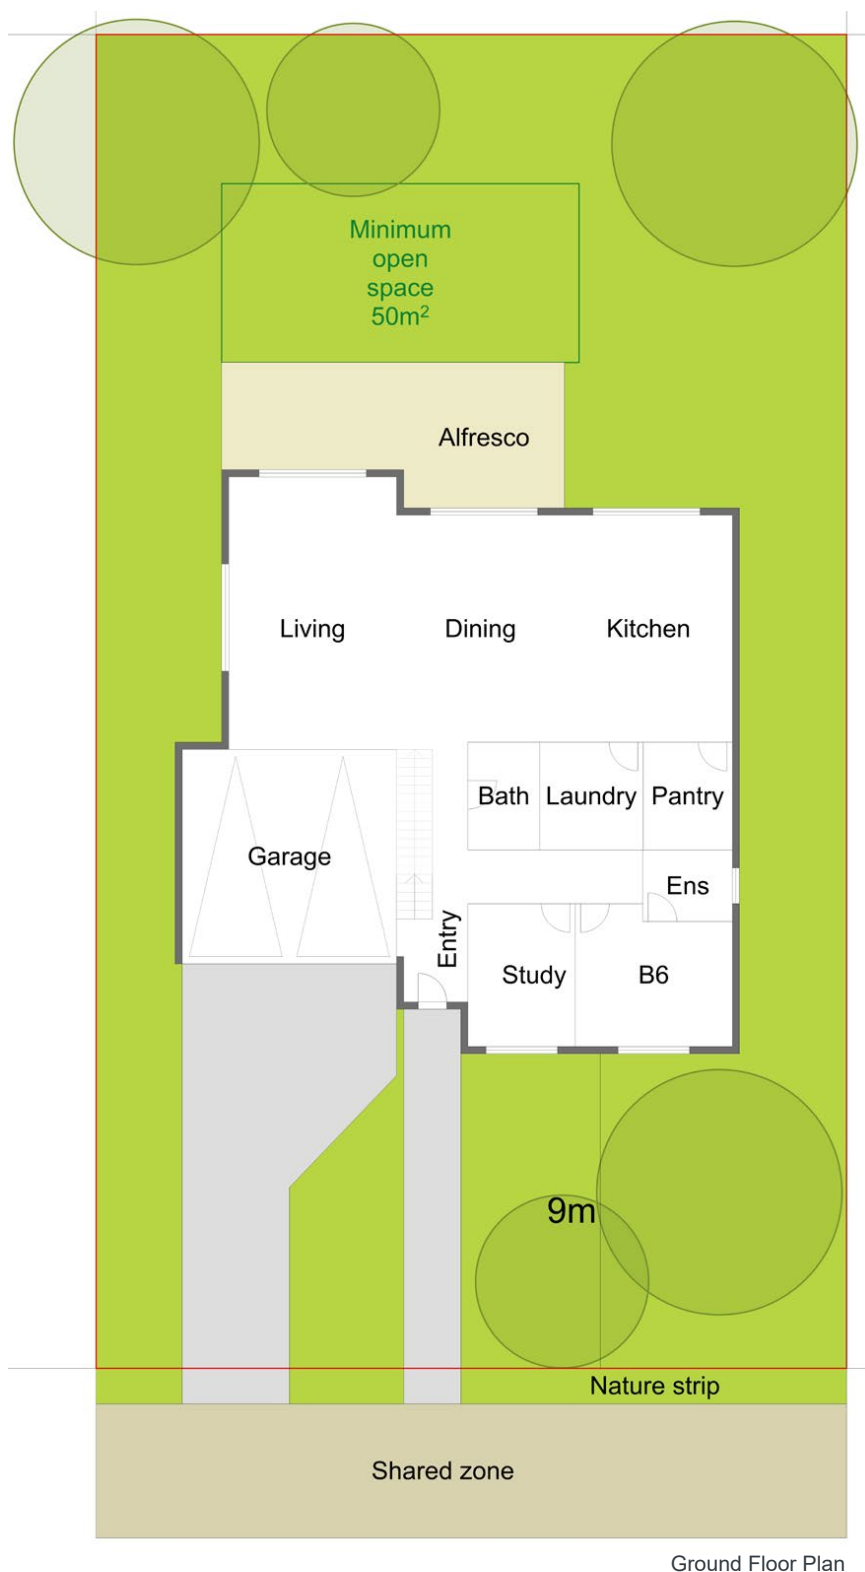 Minimum
open
space
50m²
Alfresco
Living
Dining
Kitchen
Bath
Laundry
Pantry
Garage
Ens
Entry
Study
B6
9m
Nature strip
Shared zone
Ground Floor Plan